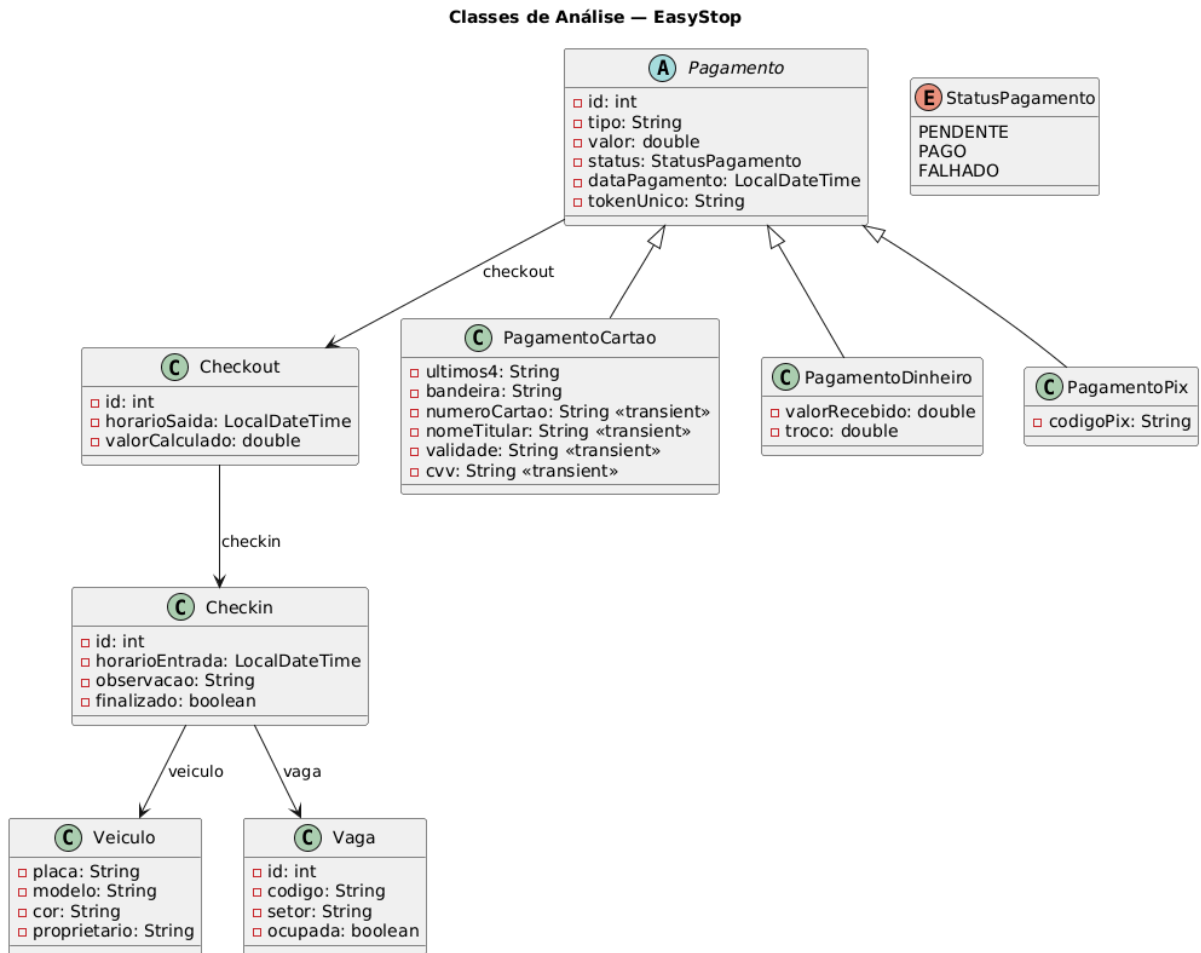 Classes de Análise — EasyStop
A Pagamento
id: int
tipo: String
valor: double
status: StatusPagamento
dataPagamento: LocalDateTime
tokenUnico: String
E StatusPagamento
PENDENTE
PAGO
FALHADO
checkout
C Checkout
id: int
horarioSaida: LocalDateTime
valorCalculado: double
C PagamentoCartao
ultimos4: String
bandeira: String
numeroCartao: String «transient»
nomeTitular: String «transient»
validade: String «transient»
cvv: String «transient»
C PagamentoDinheiro
valorRecebido: double
troco: double
C PagamentoPix
codigoPix: String
checkin
C Checkin
id: int
horarioEntrada: LocalDateTime
observacao: String
finalizado: boolean
veiculo
vaga
C Veiculo
placa: String
modelo: String
cor: String
proprietario: String
C Vaga
id: int
codigo: String
setor: String
ocupada: boolean